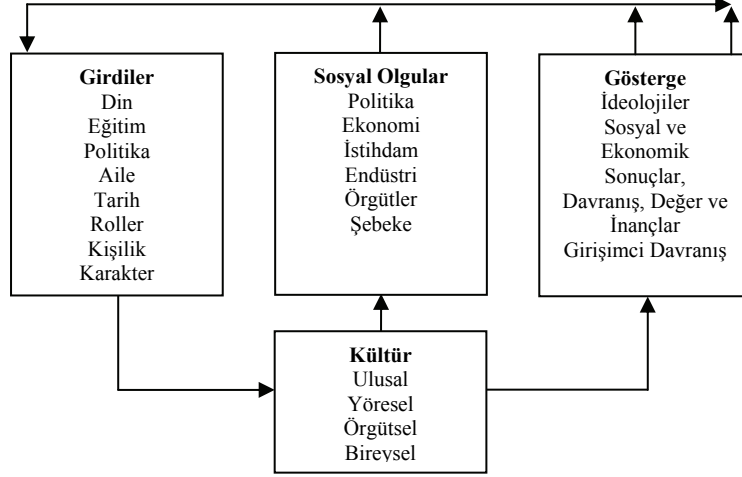 Girdiler
Din
Eğitim
Politika
Aile
Tarih
Roller
Kişilik
Karakter
Sosyal Olgular
Politika
Ekonomi
İstihdam
Endüstri
Örgütler
Şebeke
Gösterge
İdeolojiler
Sosyal ve
Ekonomik
Sonuçlar,
Davranış, Değer ve
İnançlar
Girişimci Davranış
Kültür
Ulusal
Yöresel
Örgütsel
Bireysel